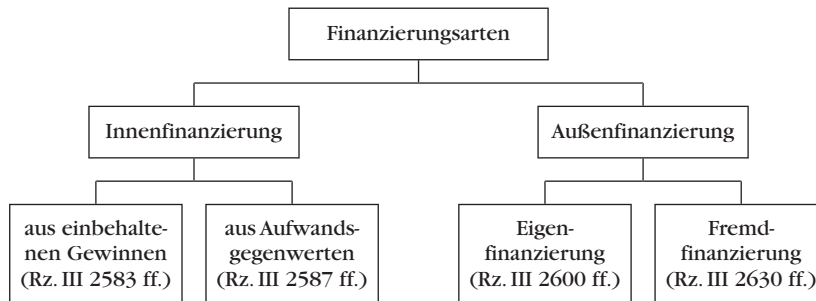 Finanzierungsarten
Innenfinanzierung
Außenfinanzierung
aus einbehalte-
nen Gewinnen
(Rz. III 2583 ff.)
aus Aufwands-
gegenwerten
(Rz. III 2587 ff.)
Eigen-
finanzierung
(Rz. III 2600 ff.)
Fremd-
finanzierung
(Rz. III 2630 ff.)